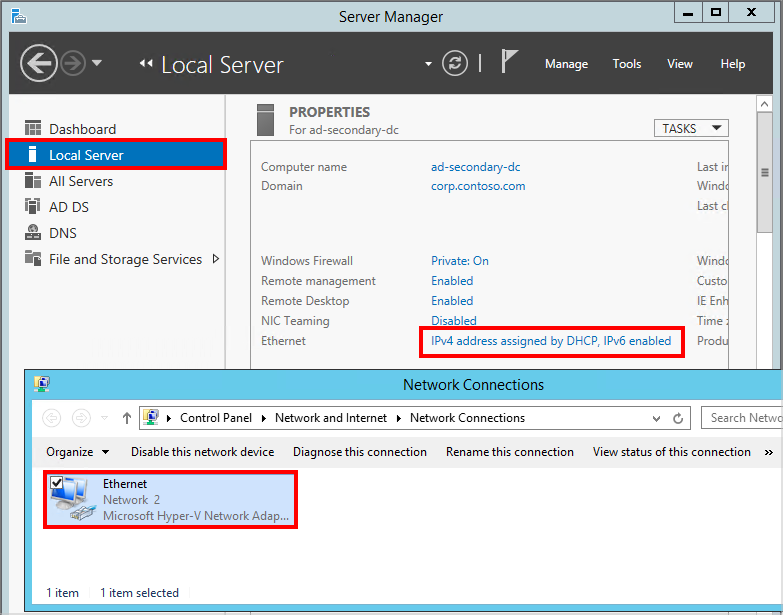 Server Manager
Local Server
Manage Tools View Help
Dashboard
Local Server
All Servers
AD DS
DNS
File and Storage Services
PROPERTIES
For ad-secondary-dc
TASKS
Computer name ad-secondary-dc Last in
Domain corp.contoso.com Windo
Last cl
Windows Firewall Private: On Windo
Remote management Enabled Custo
Remote Desktop Enabled IE Enh
NIC Teaming Disabled Time z
Ethernet IPv4 address assigned by DHCP, IPv6 enabled Produ
Network Connections
Control Panel Network and Internet Network Connections
Search Netwo
Organize Disable this network device Diagnose this connection Rename this connection View status of this connection »
Ethernet
Network 2
Microsoft Hyper-V Network Adap...
1 item 1 item selected